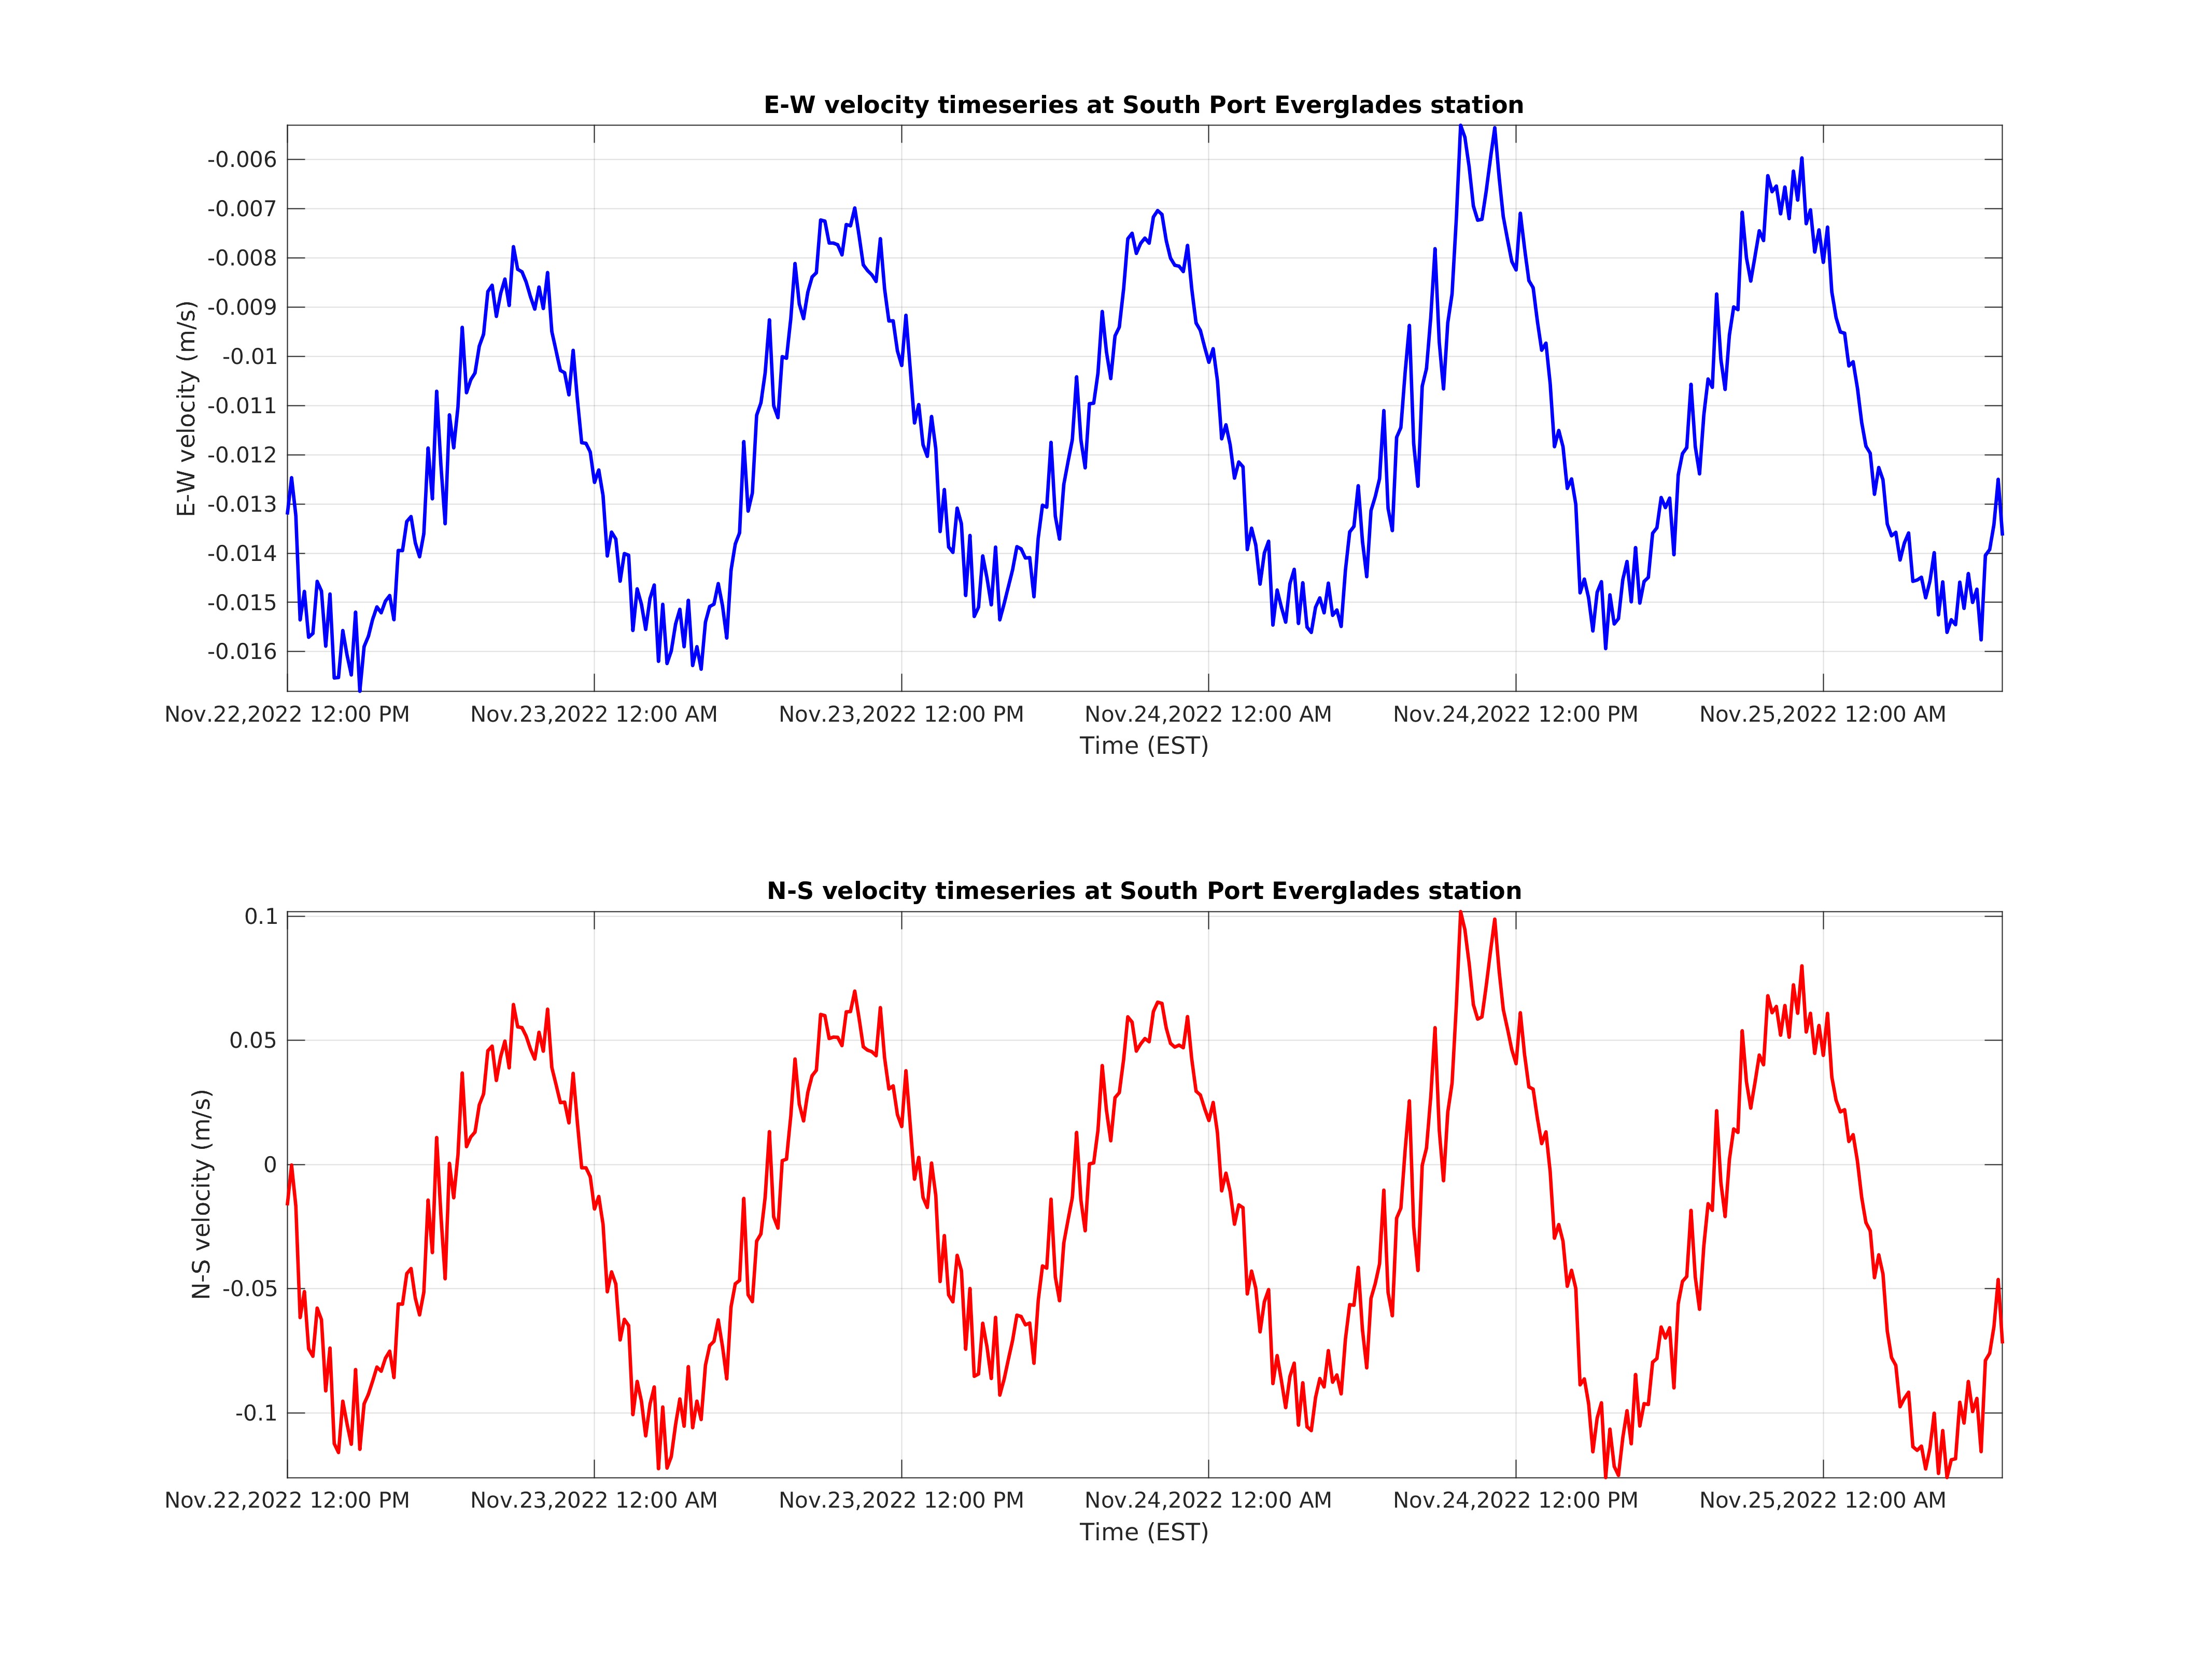 E-W velocity timeseries at South Port Everglades station
-0.006
-0.007
-0.008
-0.009
-0.01
-0.011
-0.012
-0.013
-0.014
-0.015
-0.016
E-W velocity (m/s)
Nov.22,2022 12:00 PM Nov.23,2022 12:00 AM Nov.23,2022 12:00 PM Nov.24,2022 12:00 AM Nov.24,2022 12:00 PM Nov.25,2022 12:00 AM
Time (EST)
N-S velocity timeseries at South Port Everglades station
0.1
0.05
0
-0.05
-0.1
N-S velocity (m/s)
Nov.22,2022 12:00 PM Nov.23,2022 12:00 AM Nov.23,2022 12:00 PM Nov.24,2022 12:00 AM Nov.24,2022 12:00 PM Nov.25,2022 12:00 AM
Time (EST)